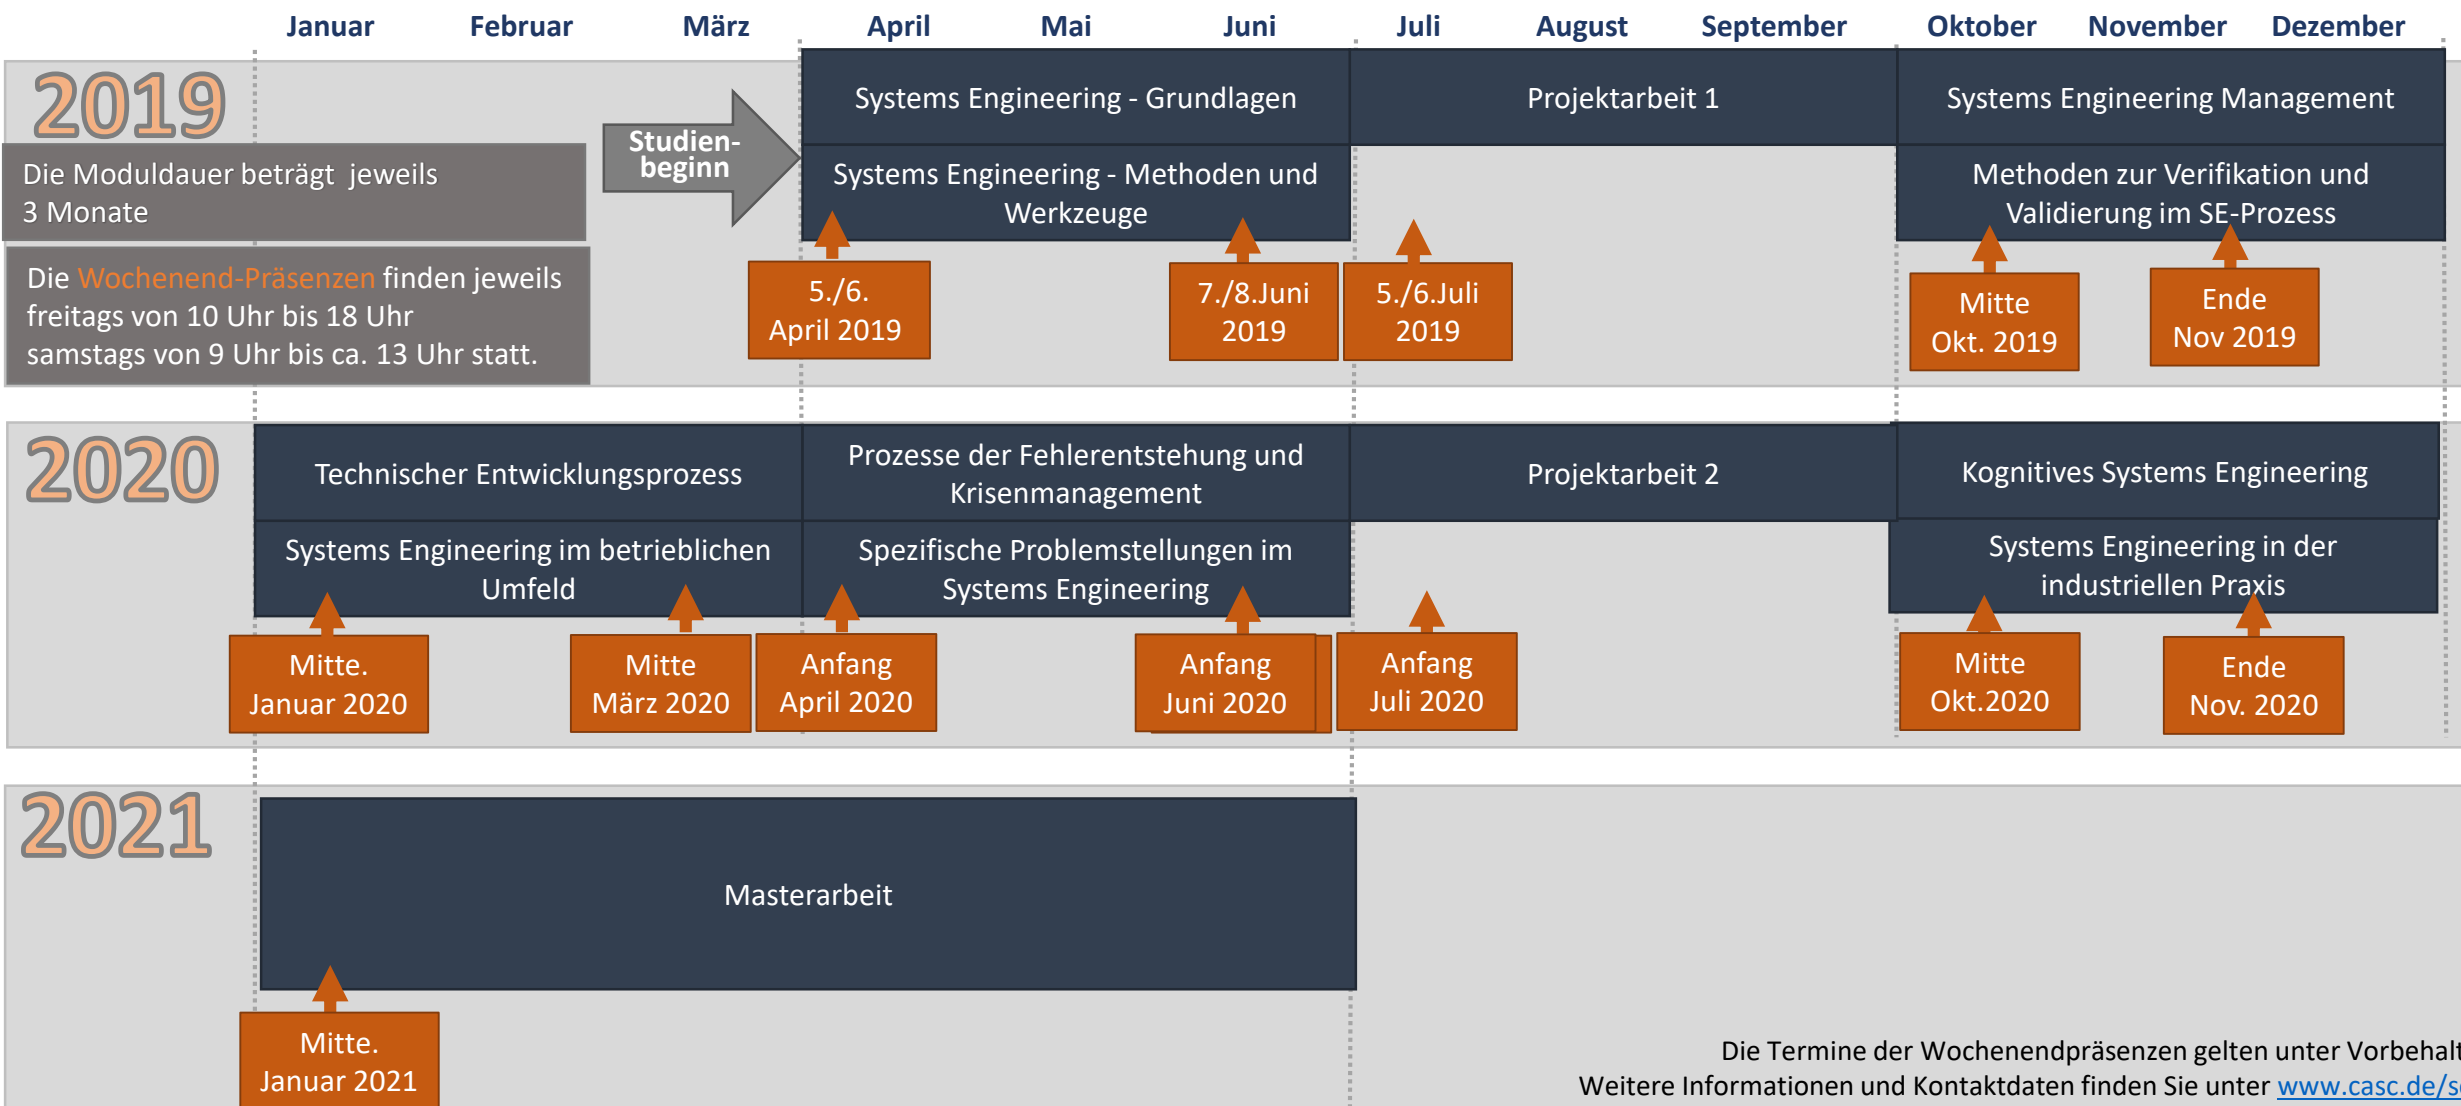 Januar Februar März April Mai Juni Juli August September Oktober November Dezember
2019
Studien-
beginn
Die Moduldauer beträgt jeweils
3 Monate
Die Wochenend-Präsenzen finden jeweils
freitags von 10 Uhr bis 18 Uhr
samstags von 9 Uhr bis ca. 13 Uhr statt.
Systems Engineering - Grundlagen
Projektarbeit 1
Systems Engineering Management
Systems Engineering - Methoden und
Werkzeuge
Methoden zur Verifikation und
Validierung im SE-Prozess
5./6.
April 2019
7./8.Juni
2019
5./6.Juli
2019
Mitte
Okt. 2019
Ende
Nov 2019
2020
Technischer Entwicklungsprozess
Prozesse der Fehlerentstehung und
Krisenmanagement
Projektarbeit 2
Kognitives Systems Engineering
Systems Engineering im betrieblichen
Umfeld
Spezifische Problemstellungen im
Systems Engineering
Systems Engineering in der
industriellen Praxis
Mitte.
Januar 2020
Mitte
März 2020
Anfang
April 2020
Anfang
Juni 2020
Anfang
Juli 2020
Mitte
Okt.2020
Ende
Nov. 2020
2021
Masterarbeit
Mitte.
Januar 2021
Die Termine der Wochenendpräsenzen gelten unter Vorbehalt
Weitere Informationen und Kontaktdaten finden Sie unter www.casc.de/s